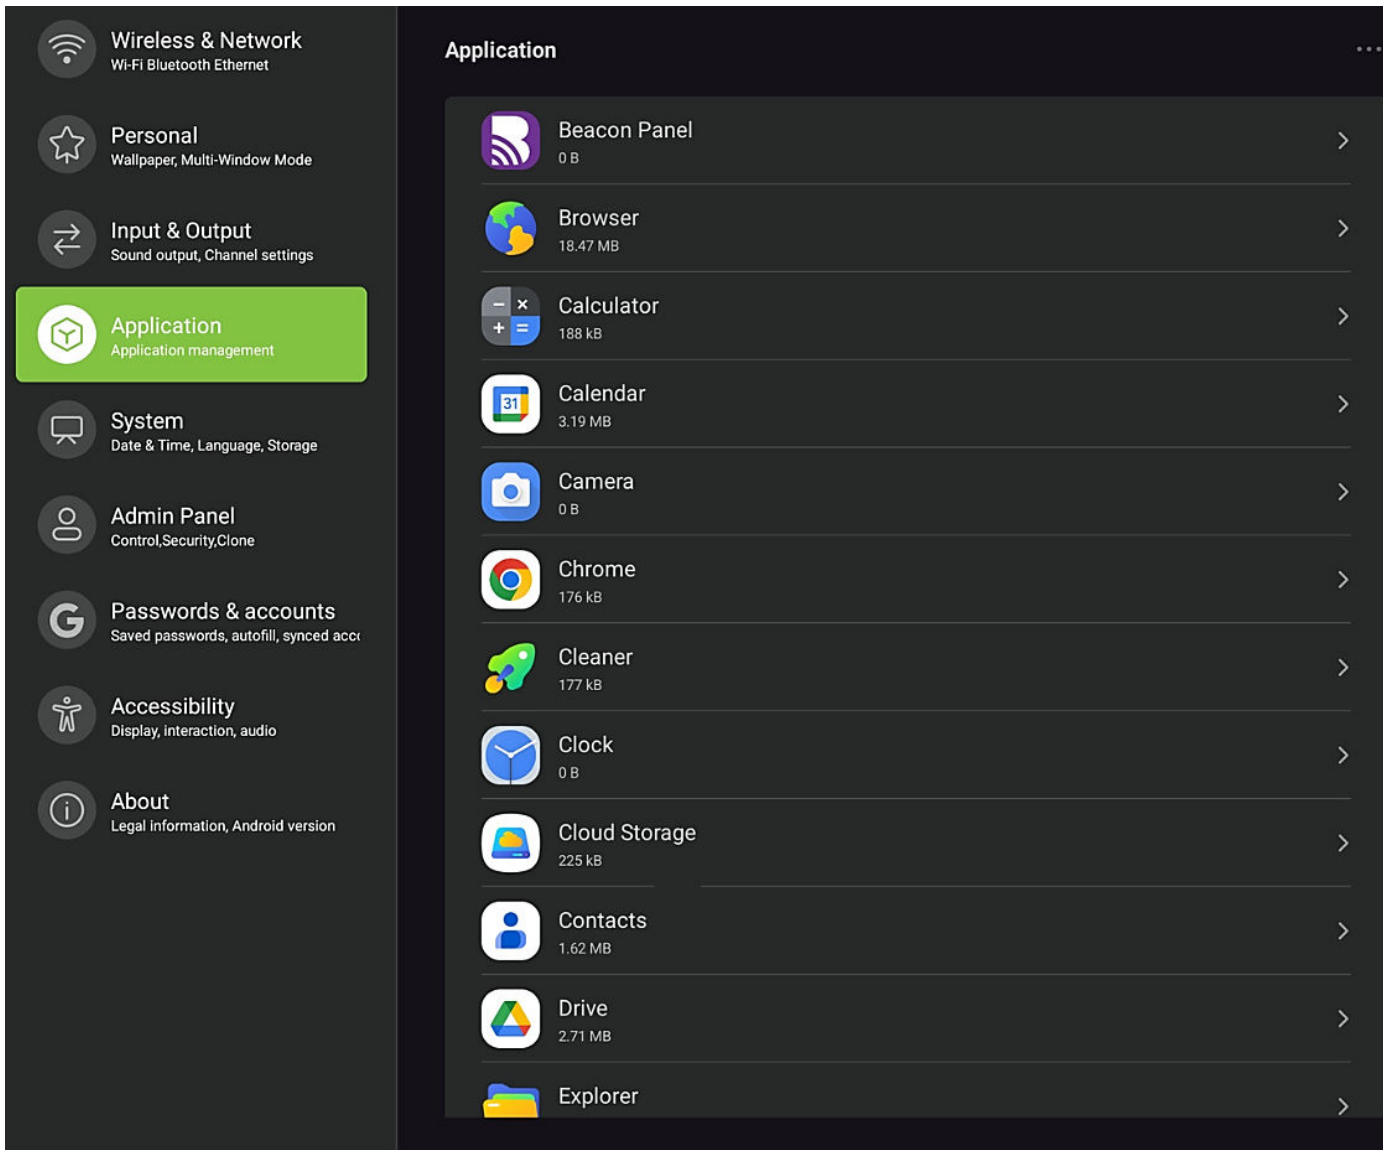 Wireless & Network
Wi-Fi Bluetooth Ethernet
Personal
Wallpaper, Multi-Window Mode
Input & Output
Sound output, Channel settings
Application
Application management
System
Date & Time, Language, Storage
Admin Panel
Control,Security,Clone
Passwords & accounts
Saved passwords, autofill, synced
Accessibility
Display, interaction, audio
About
Legal information, Android version
Application
Beacon Panel
0 B
Browser
18.47 MB
Calculator
188 kB
31
Calendar
3.19 MB
Camera
0 B
Chrome
176 kB
Cleaner
177 kB
Clock
0 B
Cloud Storage
225 kB
Contacts
1.62 MB
Drive
2.71 MB
Explorer